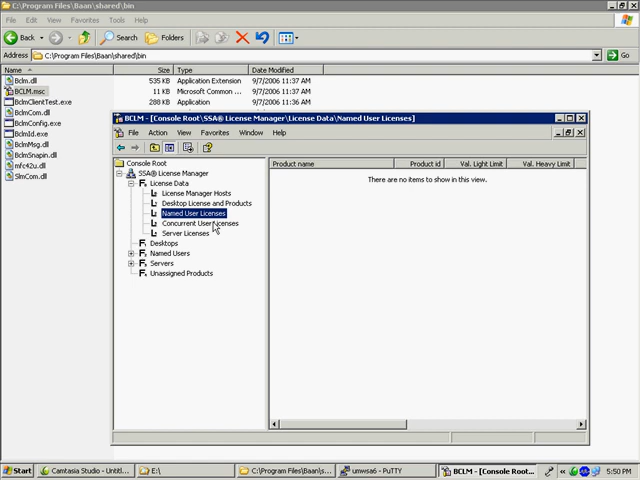 C:\Program Files\Baan\shared\bin
File Edit View Favorites Tools Help
Back Search Folders
Address C:\Program Files\Baan\shared\bin Go
Name Size Type Date Modified
Bclm.dll 535 KB Application Extension 9/7/2006 11:37 AM
BCLM.msc 11 KB Microsoft Common ... 9/7/2006 11:37 AM
BclmClientTest.exe 288 KB Application 9/7/2006 11:36 AM
BclmCom.dll
BclmConfig.exe
BclmId.exe
BclmMsg.dll
BclmSnapin.dll
mfc42u.dll
SlmCom.dll
BCLM - [Console Root\SSA® License Manager\License Data\Named User Licenses]
File Action View Favorites Window Help
Console Root
SSA® License Manager
License Data
License Manager Hosts
Desktop License and Products
Named User Licenses
Concurrent User Licenses
Server Licenses
Desktops
Named Users
Servers
Unassigned Products
Product name Product id Val. Light Limit Val. Heavy Limit
There are no items to show in this view.
Start Camtasia Studio - Untitl... E:\ C:\Program Files\Baan\s... umwsa6 - PuTTY BCLM - [Console Root... 5:50 PM